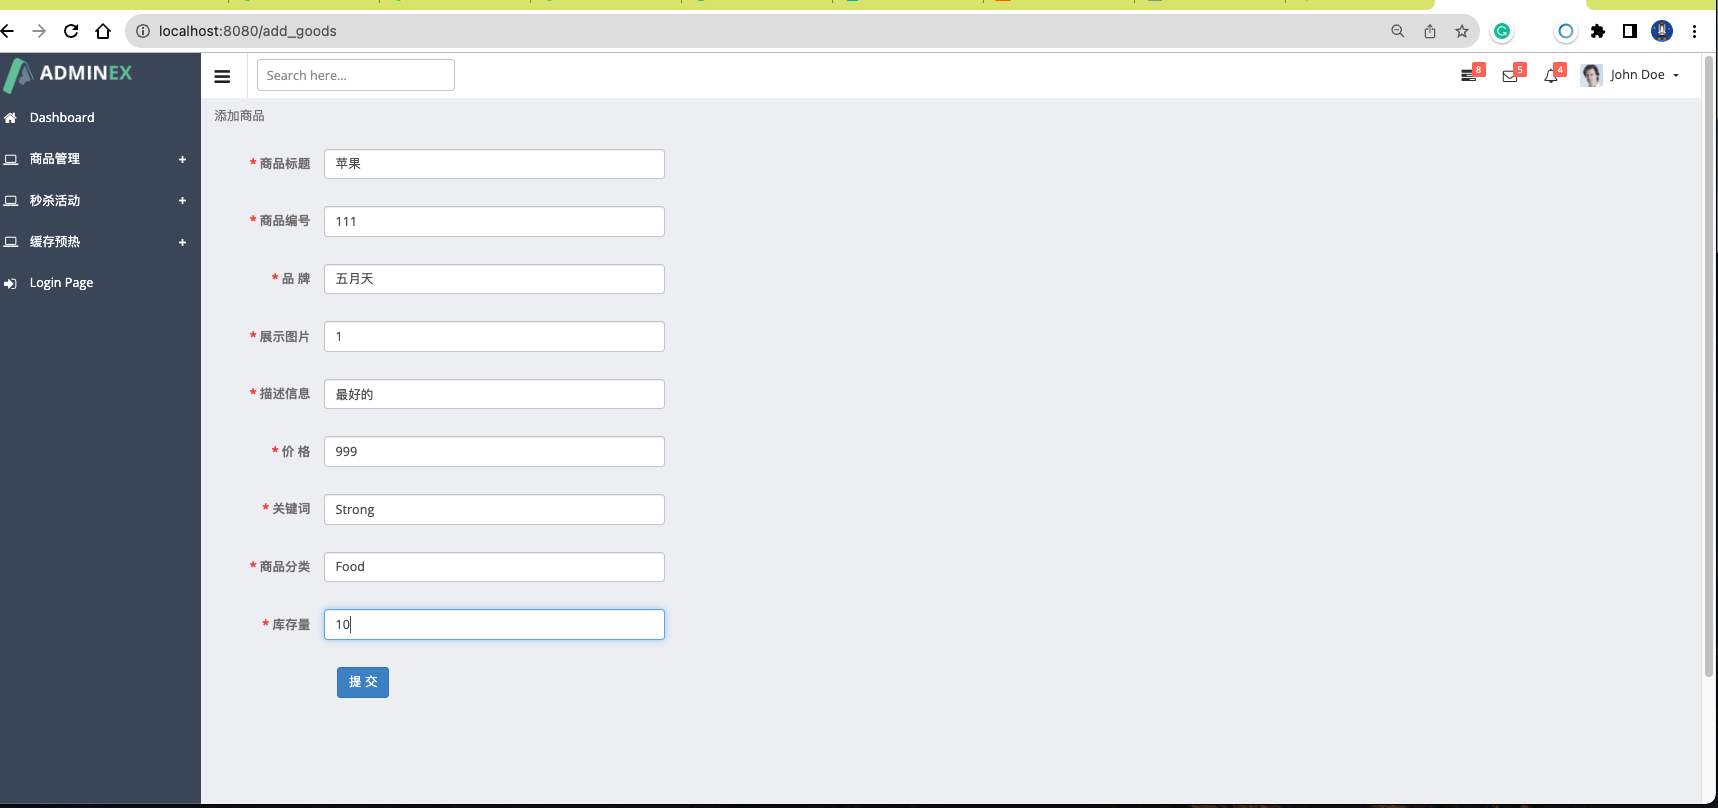 localhost:8080/add_goods
ADMINEX
Search here...
8
5
4
John Doe
Dashboard
商品管理
秒杀活动
缓存预热
Login Page
添加商品
* 商品标题 苹果
* 商品编号 111
* 品 牌 五月天
* 展示图片 1
* 描述信息 最好的
* 价 格 999
* 关键词 Strong
* 商品分类 Food
* 库存量 10
提 交